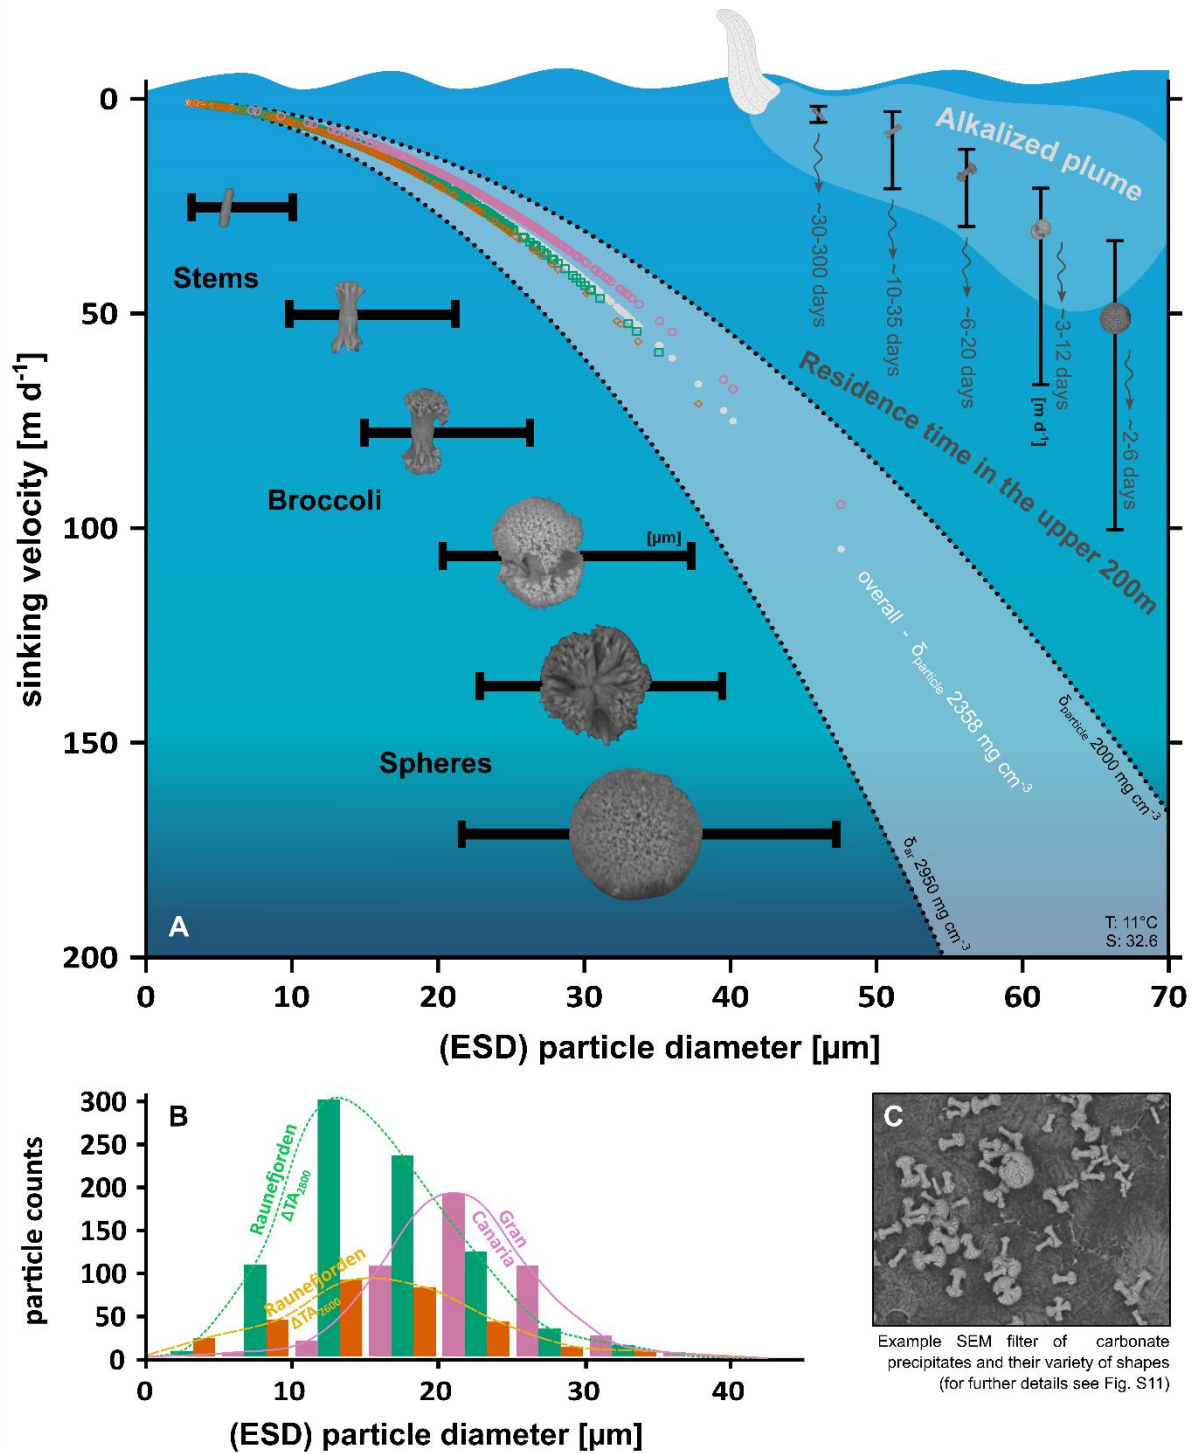 0
50
100
150
200
sinking velocity [m d⁻¹]
Stems
Broccoli
Spheres
[µm]
Alkalized plume
~30-300 days
~10-35 days
~6-20 days
~3-12 days
[m d⁻¹]
~2-6 days
Residence time in the upper 200m
overall - δparticle 2358 mg cm⁻³
δparticle 2000 mg cm⁻³
δar 2950 mg cm⁻³
T: 11°C
S: 32.6
A
0 10 20 30 40 50 60 70
(ESD) particle diameter [µm]
B
300
250
200
150
100
50
0
particle counts
Raunefjorden
ΔTA2800
Raunefjorden
ΔTA2600
Gran
Canaria
0 10 20 30 40
(ESD) particle diameter [µm]
C
Example SEM filter of carbonate
precipitates and their variety of shapes
(for further details see Fig. S11)